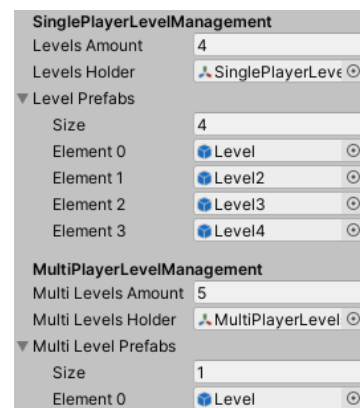 SinglePlayerLevelManagement
Levels Amount 4
Levels Holder SinglePlayerLeve
Level Prefabs
Size 4
Element 0 Level
Element 1 Level2
Element 2 Level3
Element 3 Level4
MultiPlayerLevelManagement
Multi Levels Amount 5
Multi Levels Holder MultiPlayerLevel
Multi Level Prefabs
Size 1
Element 0 Level